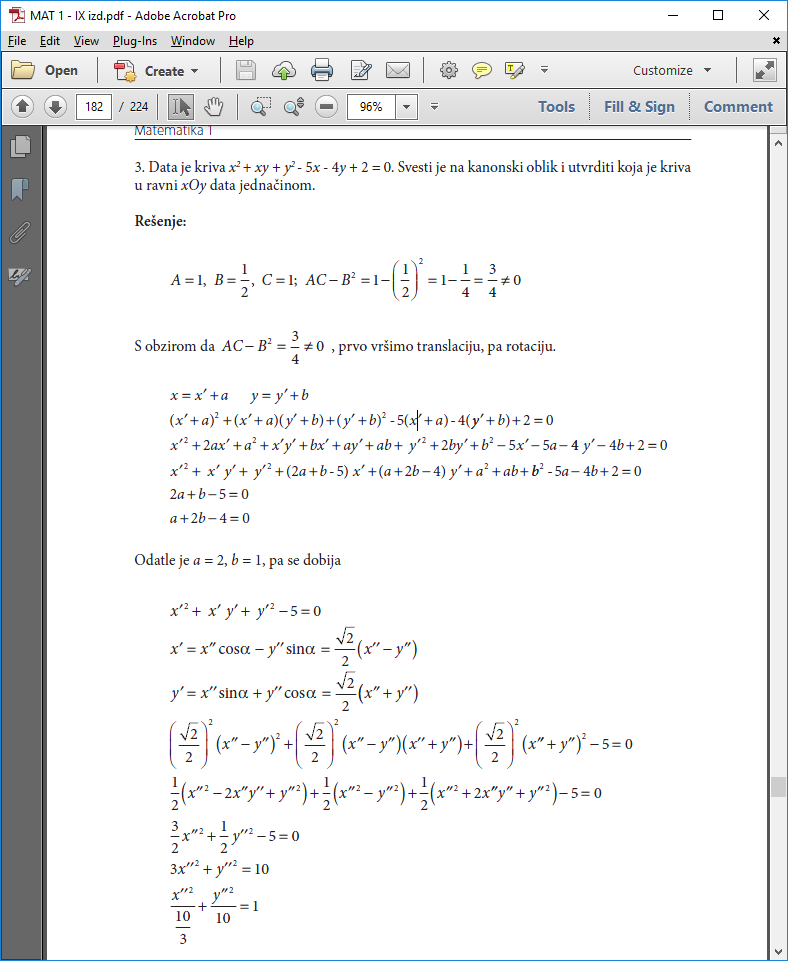 MAT 1 - IX izd.pdf - Adobe Acrobat Pro
File Edit View Plug-Ins Window Help
Open Create Customize
182 / 224 96% Tools Fill & Sign Comment
Matematika 1
3. Data je kriva x² + xy + y² - 5x - 4y + 2 = 0. Svesti je na kanonski oblik i utvrditi koja je kriva
u ravni xOy data jednačinom.
Rešenje:
A = 1, B = 1/2, C = 1; AC − B² = 1 − (1/2)² = 1 − 1/4 = 3/4 ≠ 0
S obzirom da AC − B² = 3/4 ≠ 0 , prvo vršimo translaciju, pa rotaciju.
x = x′ + a y = y′ + b
(x′ + a)² + (x′ + a)(y′ + b) + (y′ + b)² - 5(x′ + a) - 4(y′ + b) + 2 = 0
x′² + 2ax′ + a² + x′y′ + bx′ + ay′ + ab + y′² + 2by′ + b² − 5x′ − 5a − 4 y′ − 4b + 2 = 0
x′² + x′ y′ + y′² + (2a + b - 5) x′ + (a + 2b − 4) y′ + a² + ab + b² - 5a − 4b + 2 = 0
2a + b − 5 = 0
a + 2b − 4 = 0
Odatle je a = 2, b = 1, pa se dobija
x′² + x′ y′ + y′² − 5 = 0
x′ = x″cosα − y″sinα = √2/2 (x″ − y″)
y′ = x″sinα + y″cosα = √2/2 (x″ + y″)
(√2/2)² (x″ − y″)² + (√2/2)² (x″ − y″)(x″ + y″) + (√2/2)² (x″ + y″)² − 5 = 0
1/2 (x″² − 2x″y″ + y″²) + 1/2 (x″² − y″²) + 1/2 (x″² + 2x″y″ + y″²) − 5 = 0
3/2 x″² + 1/2 y″² − 5 = 0
3x″² + y″² = 10
x″²/(10/3) + y″²/10 = 1